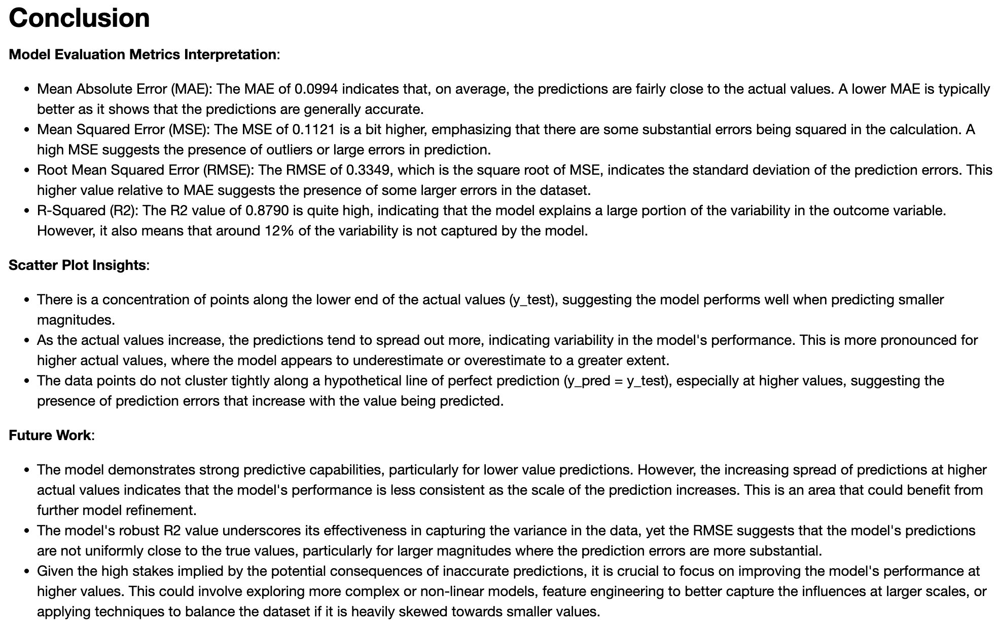 Conclusion
Model Evaluation Metrics Interpretation:
• Mean Absolute Error (MAE): The MAE of 0.0994 indicates that, on average, the predictions are fairly close to the actual values. A lower MAE is typically
better as it shows that the predictions are generally accurate.
• Mean Squared Error (MSE): The MSE of 0.1121 is a bit higher, emphasizing that there are some substantial errors being squared in the calculation. A
high MSE suggests the presence of outliers or large errors in prediction.
• Root Mean Squared Error (RMSE): The RMSE of 0.3349, which is the square root of MSE, indicates the standard deviation of the prediction errors. This
higher value relative to MAE suggests the presence of some larger errors in the dataset.
• R-Squared (R2): The R2 value of 0.8790 is quite high, indicating that the model explains a large portion of the variability in the outcome variable.
However, it also means that around 12% of the variability is not captured by the model.
Scatter Plot Insights:
• There is a concentration of points along the lower end of the actual values (y_test), suggesting the model performs well when predicting smaller
magnitudes.
• As the actual values increase, the predictions tend to spread out more, indicating variability in the model's performance. This is more pronounced for
higher actual values, where the model appears to underestimate or overestimate to a greater extent.
• The data points do not cluster tightly along a hypothetical line of perfect prediction (y_pred = y_test), especially at higher values, suggesting the
presence of prediction errors that increase with the value being predicted.
Future Work:
• The model demonstrates strong predictive capabilities, particularly for lower value predictions. However, the increasing spread of predictions at higher
actual values indicates that the model's performance is less consistent as the scale of the prediction increases. This is an area that could benefit from
further model refinement.
• The model's robust R2 value underscores its effectiveness in capturing the variance in the data, yet the RMSE suggests that the model's predictions
are not uniformly close to the true values, particularly for larger magnitudes where the prediction errors are more substantial.
• Given the high stakes implied by the potential consequences of inaccurate predictions, it is crucial to focus on improving the model's performance at
higher values. This could involve exploring more complex or non-linear models, feature engineering to better capture the influences at larger scales, or
applying techniques to balance the dataset if it is heavily skewed towards smaller values.